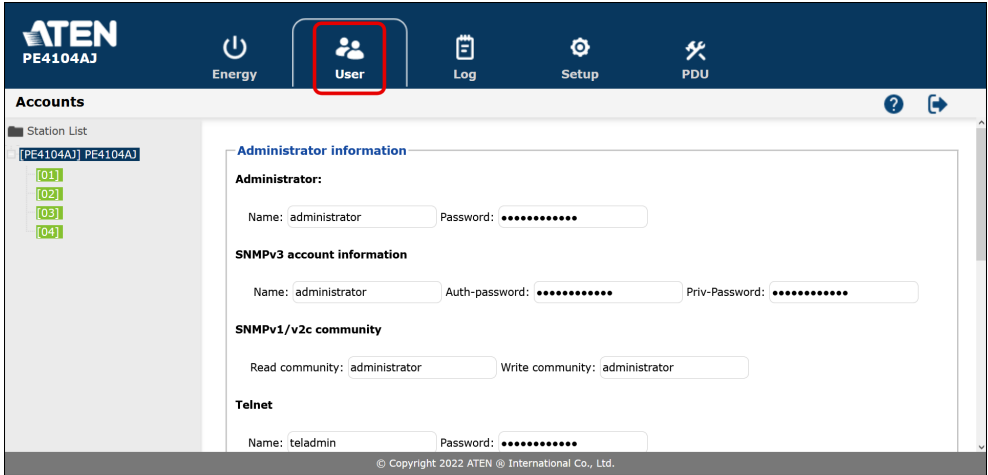 ATEN
PE4104AJ
Energy
User
Log
Setup
PDU
Accounts
?
Station List
[PE4104AJ] PE4104AJ
[01]
[02]
[03]
[04]
Administrator information
Administrator:
Name: administrator Password: ●●●●●●●●●●●●
SNMPv3 account information
Name: administrator Auth-password: ●●●●●●●●●●●● Priv-Password: ●●●●●●●●●●●●
SNMPv1/v2c community
Read community: administrator Write community: administrator
Telnet
Name: teladmin Password: ●●●●●●●●●●●●
© Copyright 2022 ATEN ® International Co., Ltd.